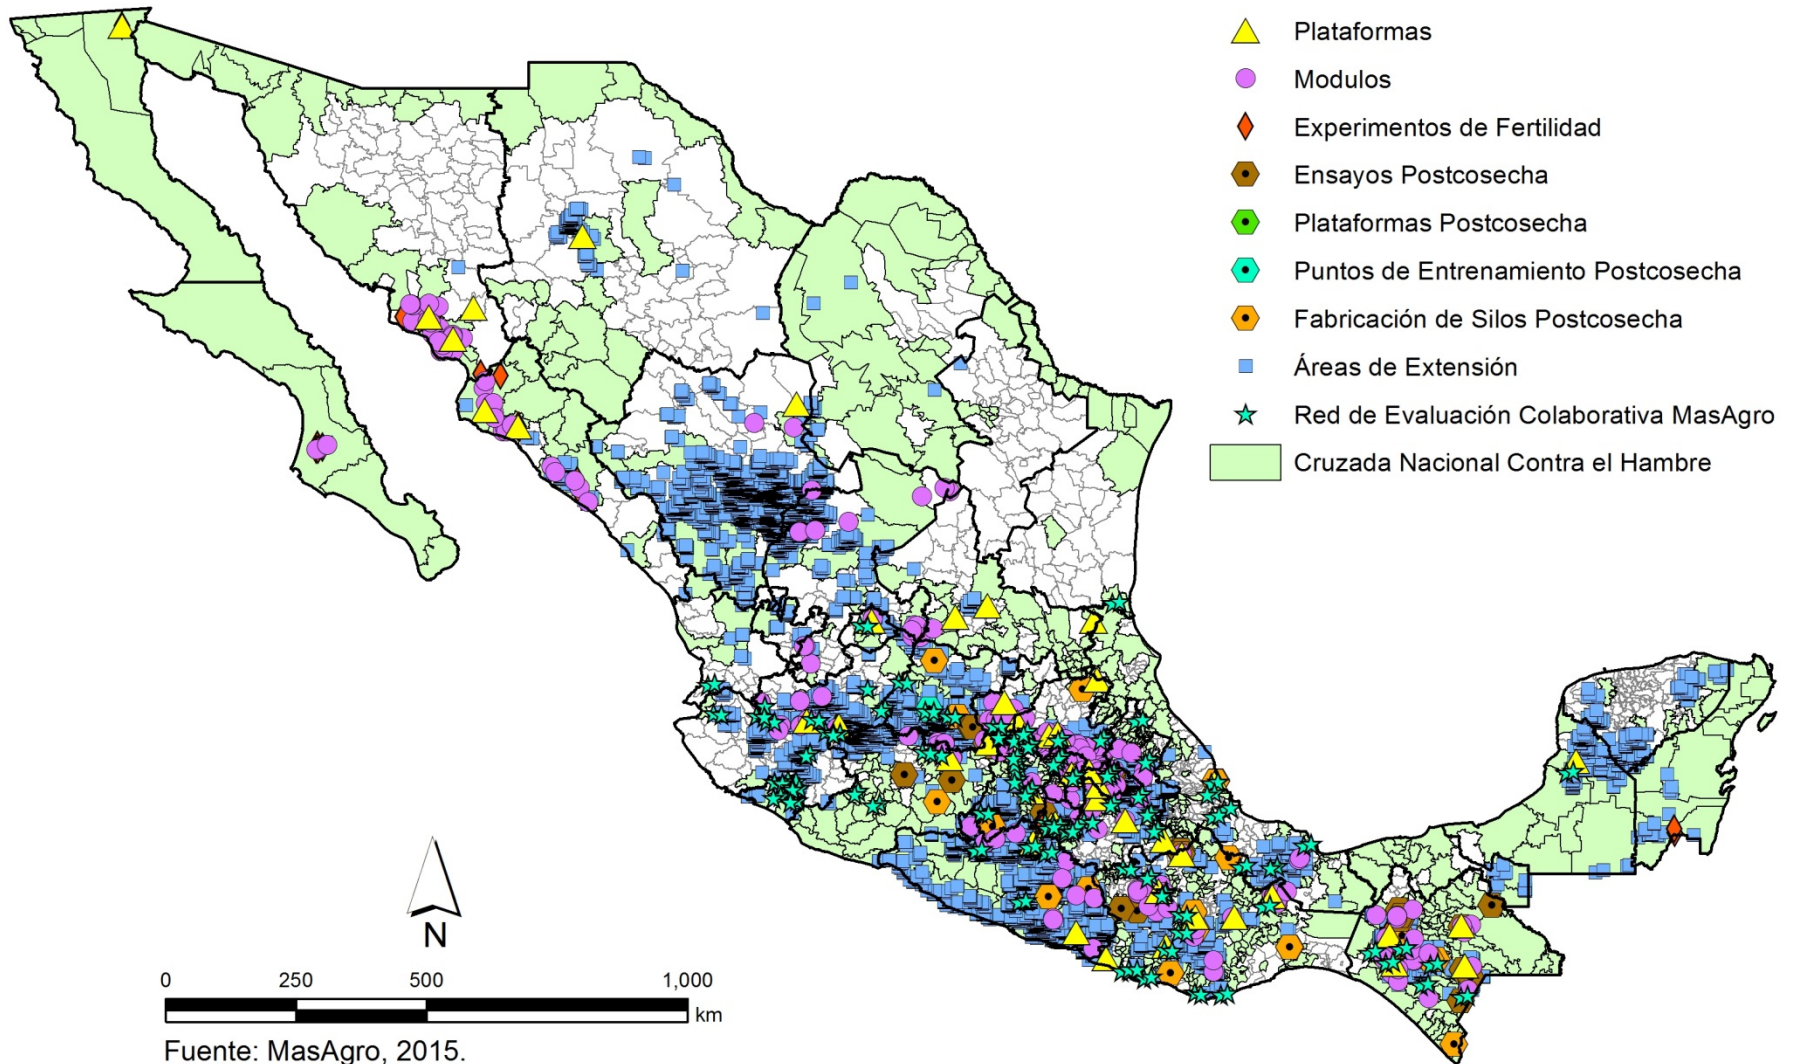 Plataformas
Modulos
Experimentos de Fertilidad
Ensayos Postcosecha
Plataformas Postcosecha
Puntos de Entrenamiento Postcosecha
Fabricación de Silos Postcosecha
Áreas de Extensión
Red de Evaluación Colaborativa MasAgro
Cruzada Nacional Contra el Hambre
N
0 250 500 1,000
km
Fuente: MasAgro, 2015.